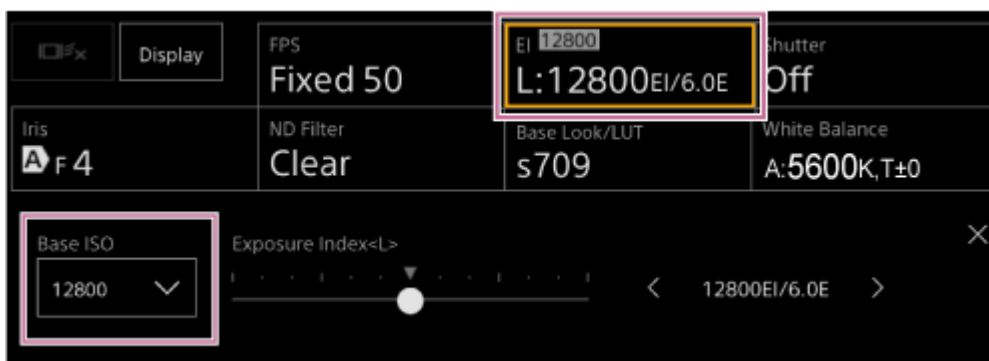 Display
FPS
Fixed 50
EI 12800
L:12800EI/6.0E
Shutter
Off
Iris
A F 4
ND Filter
Clear
Base Look/LUT
s709
White Balance
A:5600K,T±0
Base ISO
12800
Exposure Index<L>
12800EI/6.0E